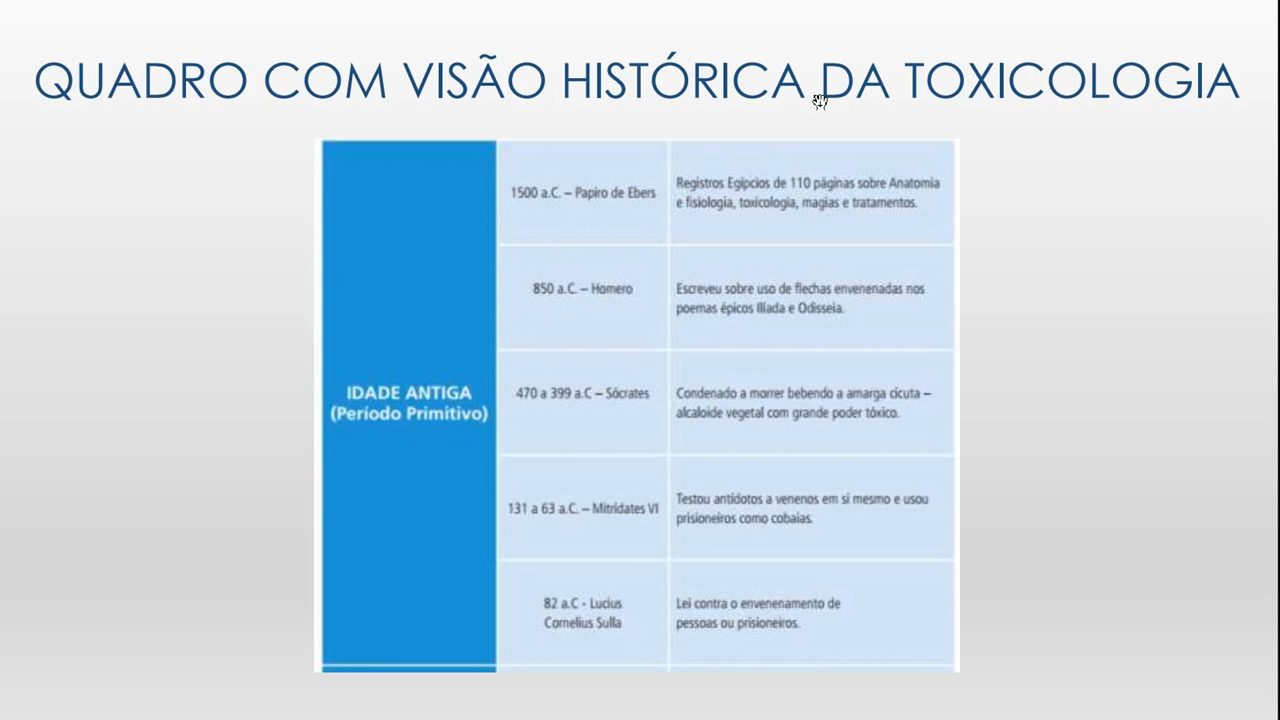 QUADRO COM VISÃO HISTÓRICA DA TOXICOLOGIA
IDADE ANTIGA
(Período Primitivo)
1500 a.C. – Papiro de Ebers
Registros Egípcios de 110 páginas sobre Anatomia
e fisiologia, toxicologia, magias e tratamentos.
850 a.C. – Homero
Escreveu sobre uso de flechas envenenadas nos
poemas épicos Ilíada e Odisseia.
470 a 399 a.C – Sócrates
Condenado a morrer bebendo a amarga cicuta –
alcaloide vegetal com grande poder tóxico.
131 a 63 a.C. – Mitridates VI
Testou antídotos a venenos em si mesmo e usou
prisioneiros como cobaias.
82 a.C - Lucius
Cornelius Sulla
Lei contra o envenenamento de
pessoas ou prisioneiros.